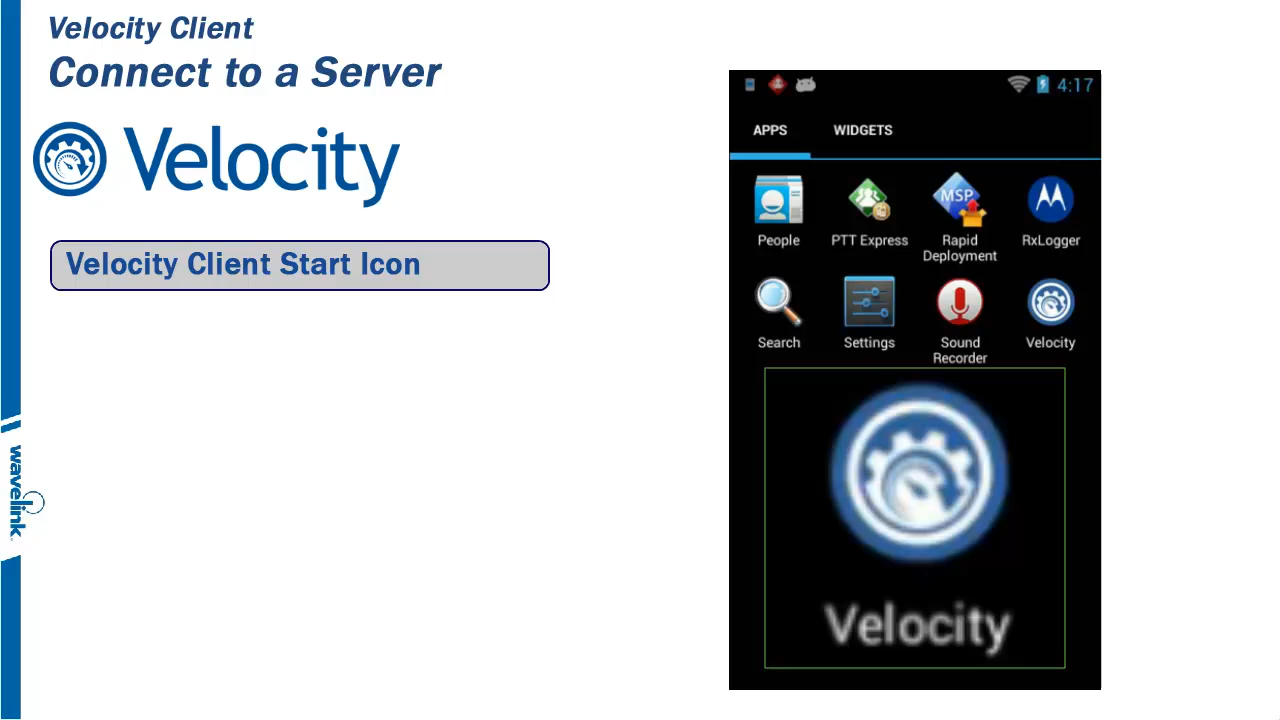 Velocity Client
Connect to a Server
Velocity
Velocity Client Start Icon
wavelink
4:17
APPS WIDGETS
People PTT Express MSP Rapid Deployment RxLogger
Search Settings Sound Recorder Velocity
Velocity